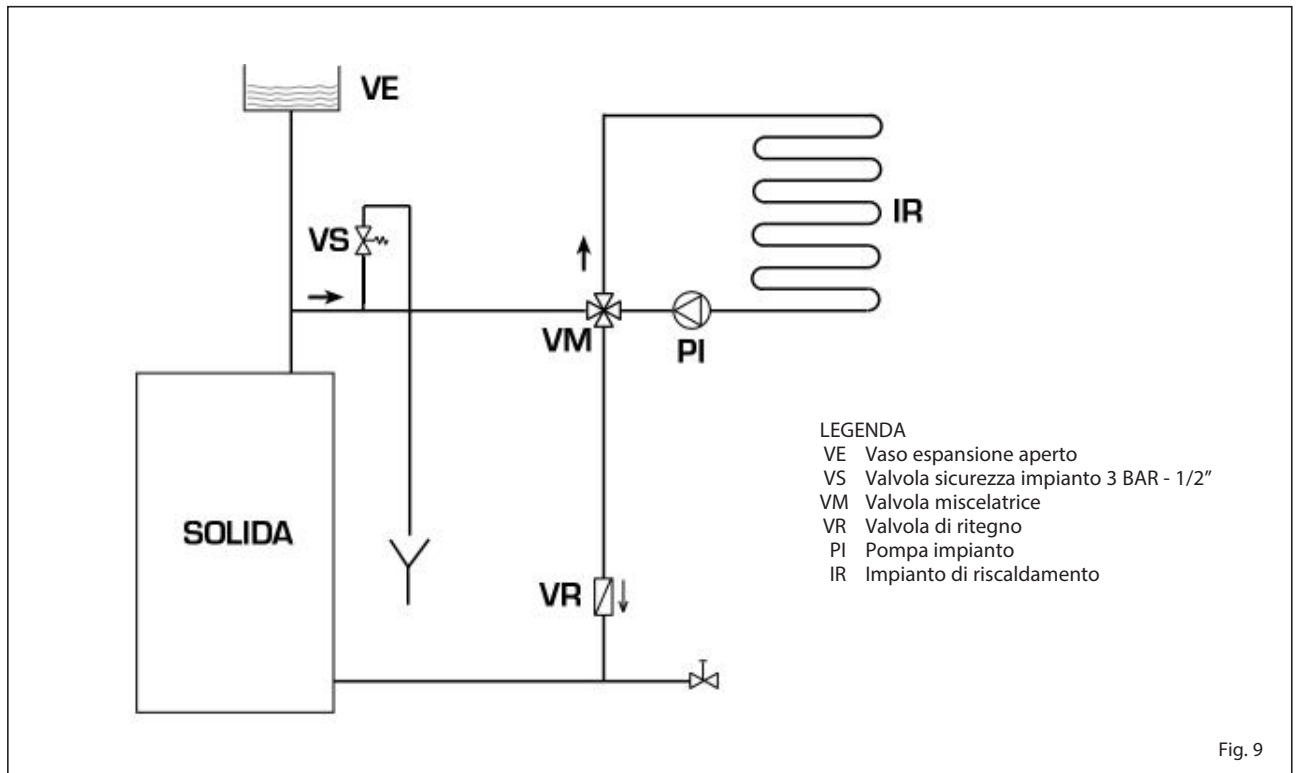 VE
VS
IR
VM
PI
SOLIDA
VR
LEGENDA
VE Vaso espansione aperto
VS Valvola sicurezza impianto 3 BAR - 1/2”
VM Valvola miscelatrice
VR Valvola di ritegno
PI Pompa impianto
IR Impianto di riscaldamento
Fig. 9